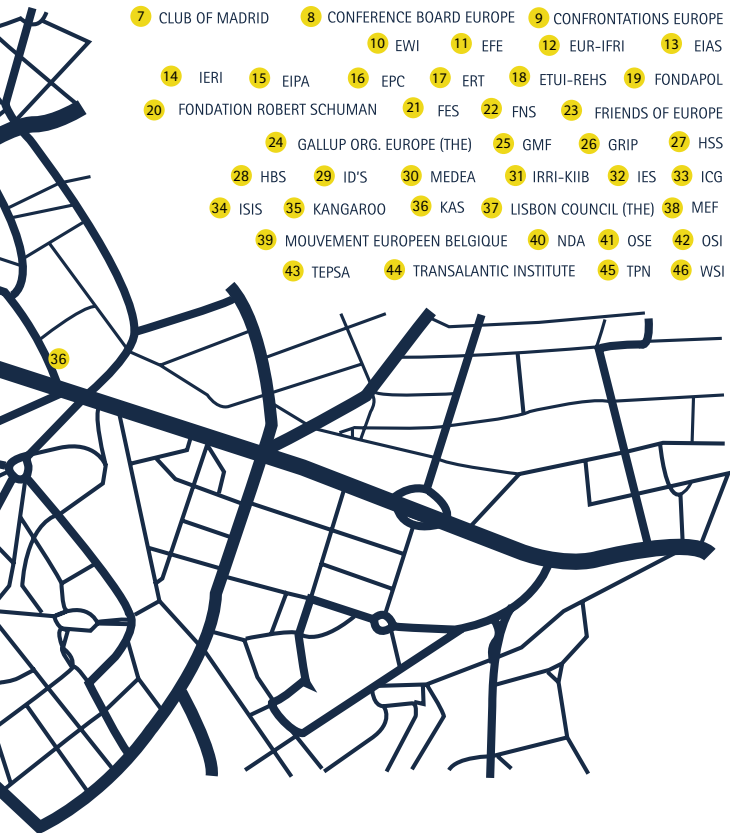 7 CLUB OF MADRID 8 CONFERENCE BOARD EUROPE 9 CONFRONTATIONS EUROPE
10 EWI 11 EFE 12 EUR-IFRI 13 EIAS
14 IERI 15 EIPA 16 EPC 17 ERT 18 ETUI-REHS 19 FONDAPOL
20 FONDATION ROBERT SCHUMAN 21 FES 22 FNS 23 FRIENDS OF EUROPE
24 GALLUP ORG. EUROPE (THE) 25 GMF 26 GRIP 27 HSS
28 HBS 29 ID'S 30 MEDEA 31 IRRI-KIIB 32 IES 33 ICG
34 ISIS 35 KANGAROO 36 KAS 37 LISBON COUNCIL (THE) 38 MEF
39 MOUVEMENT EUROPEEN BELGIQUE 40 NDA 41 OSE 42 OSI
43 TEPSA 44 TRANSALANTIC INSTITUTE 45 TPN 46 WSI
36